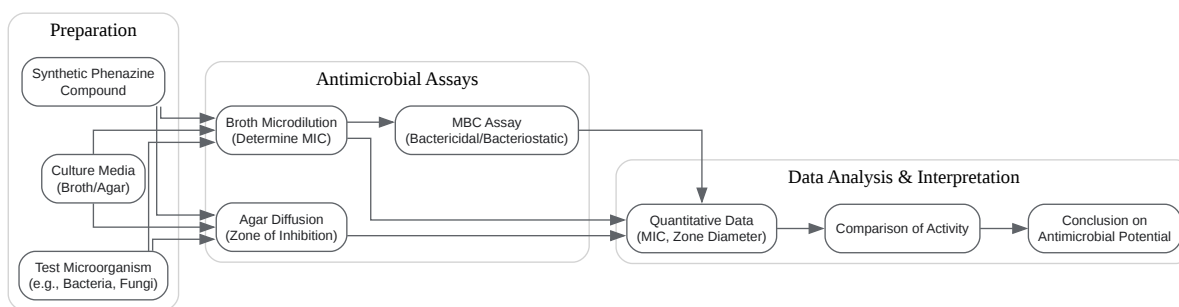 Preparation
Synthetic Phenazine
Compound
Culture Media
(Broth/Agar)
Test Microorganism
(e.g., Bacteria, Fungi)
Antimicrobial Assays
Broth Microdilution
(Determine MIC)
MBC Assay
(Bactericidal/Bacteriostatic)
Agar Diffusion
(Zone of Inhibition)
Data Analysis & Interpretation
Quantitative Data
(MIC, Zone Diameter)
Comparison of Activity
Conclusion on
Antimicrobial Potential